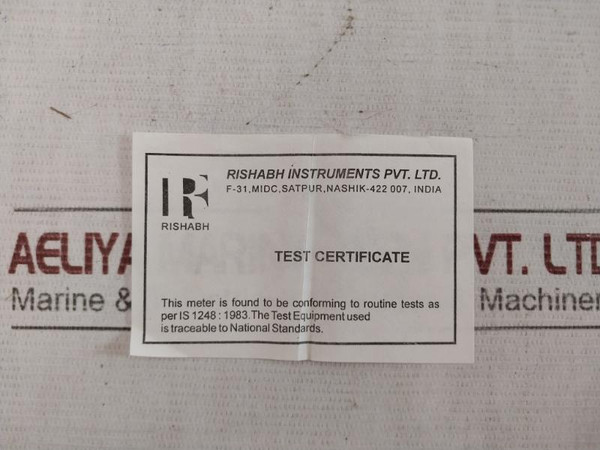 RISHABH INSTRUMENTS PVT. LTD.
F-31, MIDC, SATPUR, NASHIK-422 007, INDIA
RISHABH
TEST CERTIFICATE
This meter is found to be conforming to routine tests as
per IS 1248 : 1983. The Test Equipment used
is traceable to National Standards.
AELIYA VT. LTD
Marine & Machiner